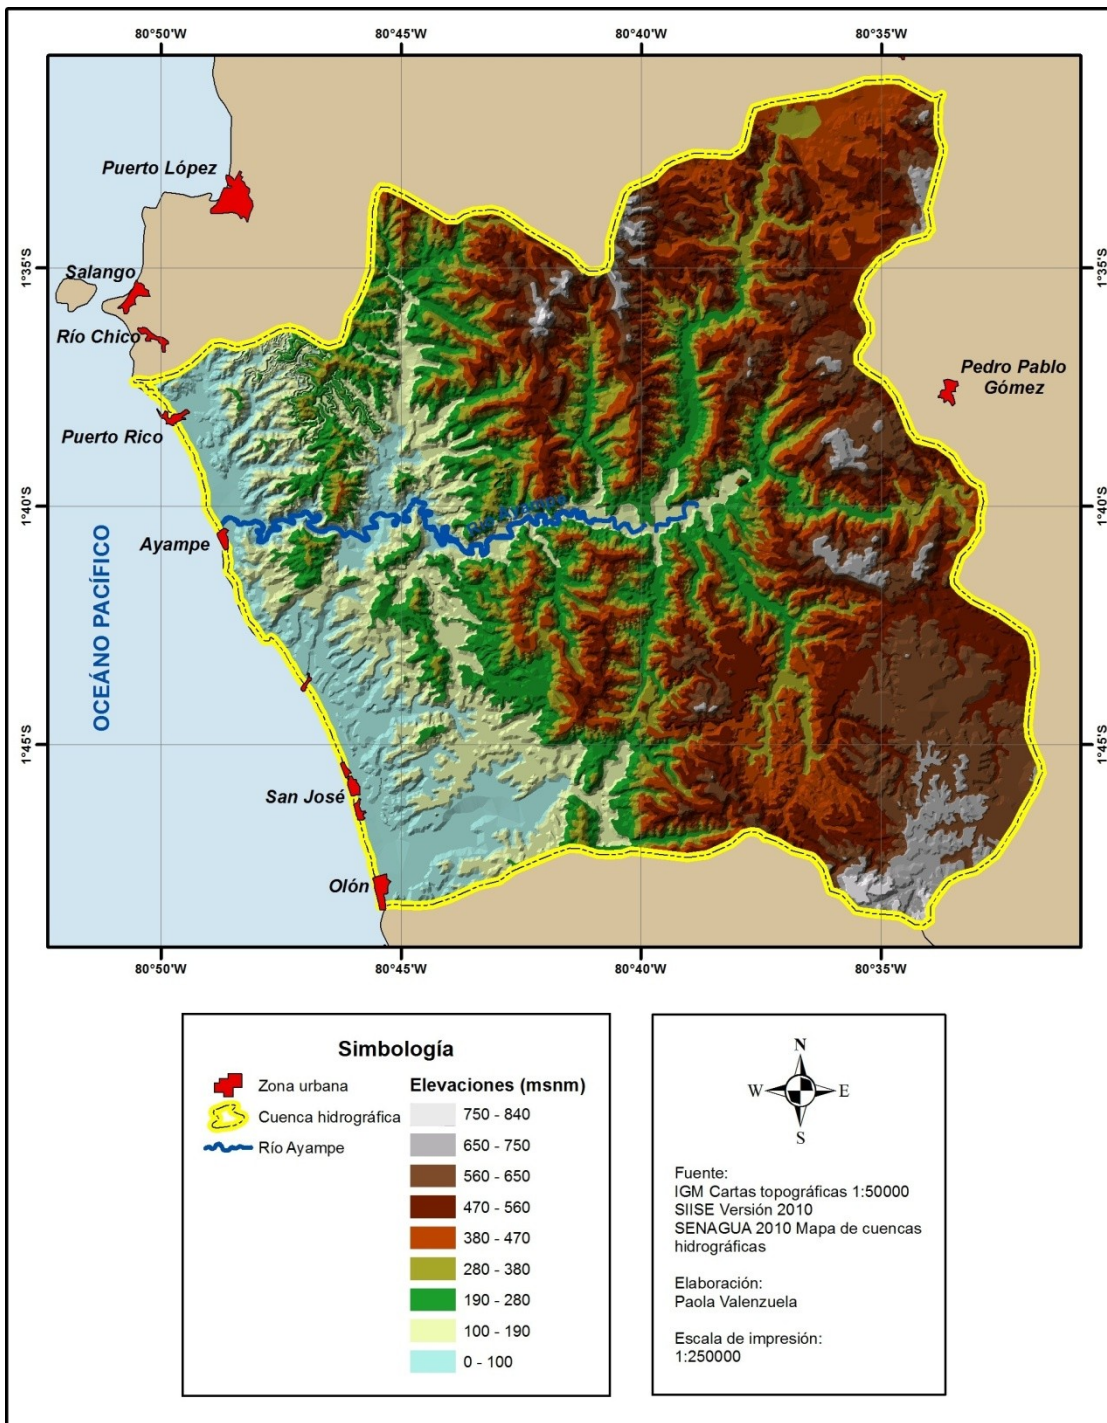 80°50'W 80°45'W 80°40'W 80°35'W
Puerto López
Salango
1°35'S 1°35'S
Río Chico
Pedro Pablo
Gómez
Puerto Rico
Río Ayampe
1°40'S 1°40'S
Ayampe
OCEÁNO PACÍFICO
1°45'S 1°45'S
San José
Olón
80°50'W 80°45'W 80°40'W 80°35'W
Simbología
Zona urbana
Cuenca hidrográfica
Río Ayampe
Elevaciones (msnm)
750 - 840
650 - 750
560 - 650
470 - 560
380 - 470
280 - 380
190 - 280
100 - 190
0 - 100
N
W E
S
Fuente:
IGM Cartas topográficas 1:50000
SIISE Versión 2010
SENAGUA 2010 Mapa de cuencas
hidrográficas
Elaboración:
Paola Valenzuela
Escala de impresión:
1:250000